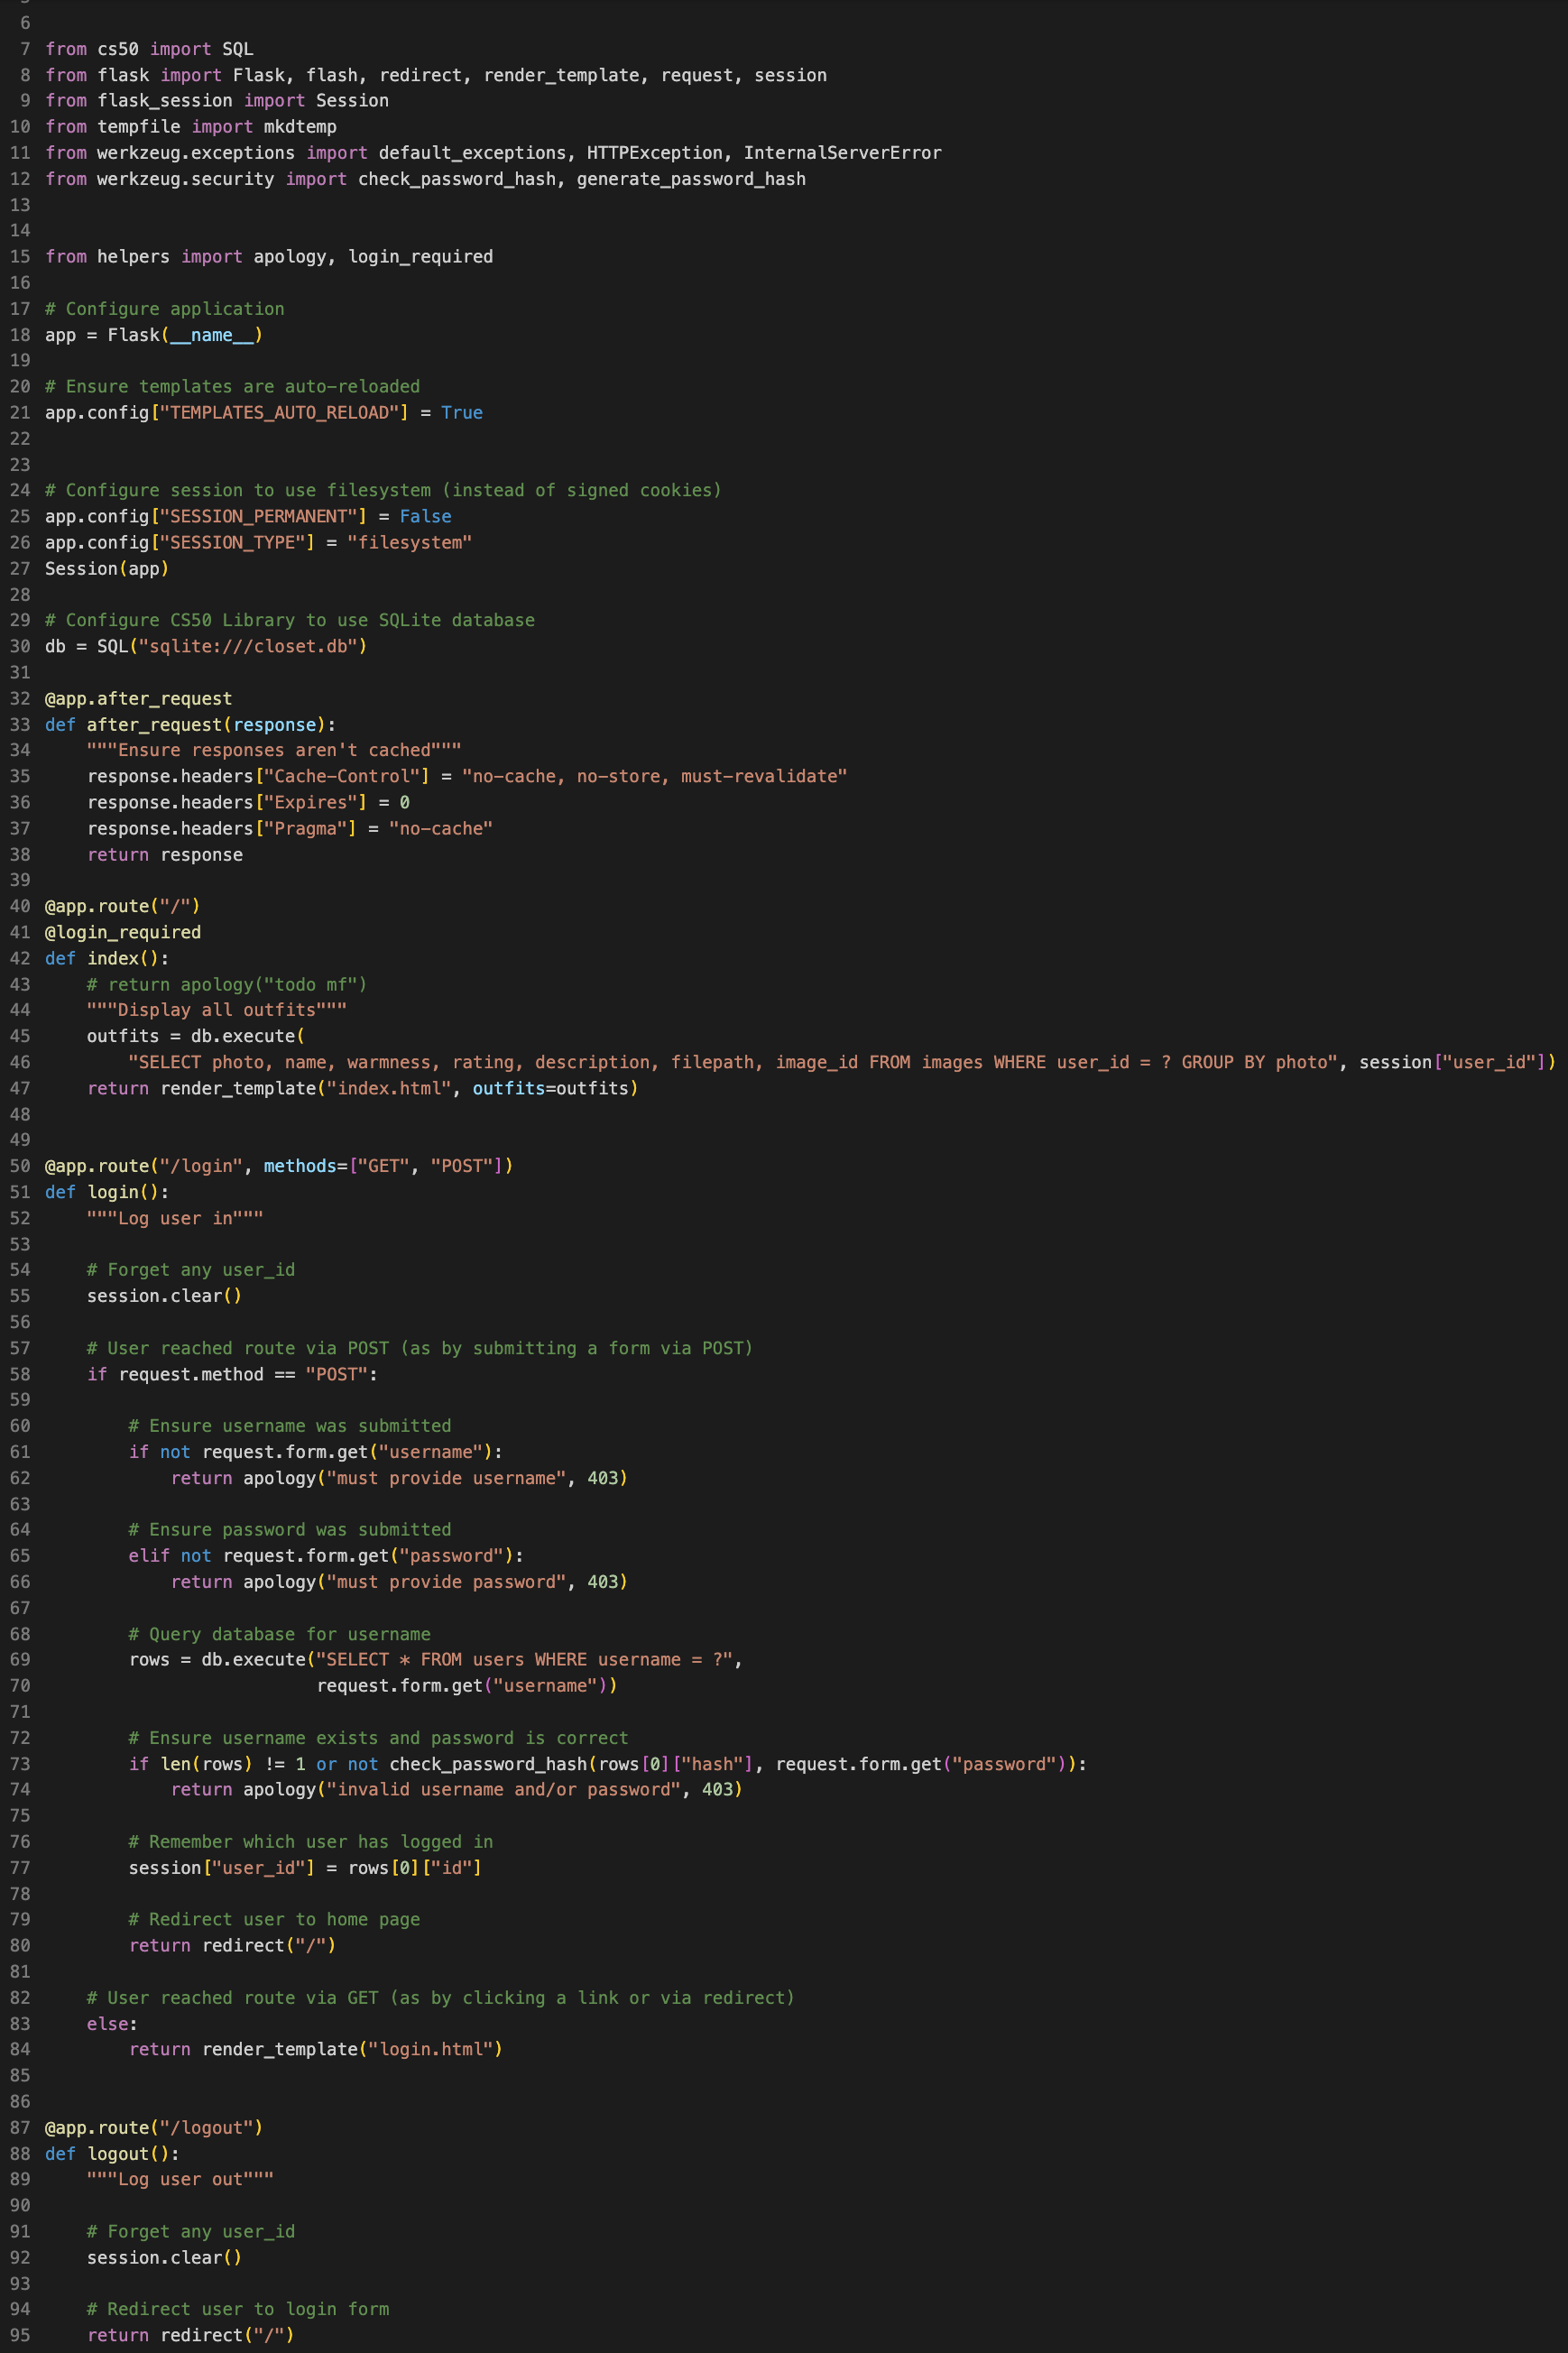 6
7 from cs50 import SQL
8 from flask import Flask, flash, redirect, render_template, request, session
9 from flask_session import Session
10 from tempfile import mkdtemp
11 from werkzeug.exceptions import default_exceptions, HTTPException, InternalServerError
12 from werkzeug.security import check_password_hash, generate_password_hash
13
14
15 from helpers import apology, login_required
16
17 # Configure application
18 app = Flask(__name__)
19
20 # Ensure templates are auto-reloaded
21 app.config["TEMPLATES_AUTO_RELOAD"] = True
22
23
24 # Configure session to use filesystem (instead of signed cookies)
25 app.config["SESSION_PERMANENT"] = False
26 app.config["SESSION_TYPE"] = "filesystem"
27 Session(app)
28
29 # Configure CS50 Library to use SQLite database
30 db = SQL("sqlite:///closet.db")
31
32 @app.after_request
33 def after_request(response):
34     """Ensure responses aren't cached"""
35     response.headers["Cache-Control"] = "no-cache, no-store, must-revalidate"
36     response.headers["Expires"] = 0
37     response.headers["Pragma"] = "no-cache"
38     return response
39
40 @app.route("/")
41 @login_required
42 def index():
43     # return apology("todo mf")
44     """Display all outfits"""
45     outfits = db.execute(
46         "SELECT photo, name, warmness, rating, description, filepath, image_id FROM images WHERE user_id = ? GROUP BY photo", session["user_id"])
47     return render_template("index.html", outfits=outfits)
48
49
50 @app.route("/login", methods=["GET", "POST"])
51 def login():
52     """Log user in"""
53
54     # Forget any user_id
55     session.clear()
56
57     # User reached route via POST (as by submitting a form via POST)
58     if request.method == "POST":
59
60         # Ensure username was submitted
61         if not request.form.get("username"):
62             return apology("must provide username", 403)
63
64         # Ensure password was submitted
65         elif not request.form.get("password"):
66             return apology("must provide password", 403)
67
68         # Query database for username
69         rows = db.execute("SELECT * FROM users WHERE username = ?",
70                           request.form.get("username"))
71
72         # Ensure username exists and password is correct
73         if len(rows) != 1 or not check_password_hash(rows[0]["hash"], request.form.get("password")):
74             return apology("invalid username and/or password", 403)
75
76         # Remember which user has logged in
77         session["user_id"] = rows[0]["id"]
78
79         # Redirect user to home page
80         return redirect("/")
81
82     # User reached route via GET (as by clicking a link or via redirect)
83     else:
84         return render_template("login.html")
85
86
87 @app.route("/logout")
88 def logout():
89     """Log user out"""
90
91     # Forget any user_id
92     session.clear()
93
94     # Redirect user to login form
95     return redirect("/")